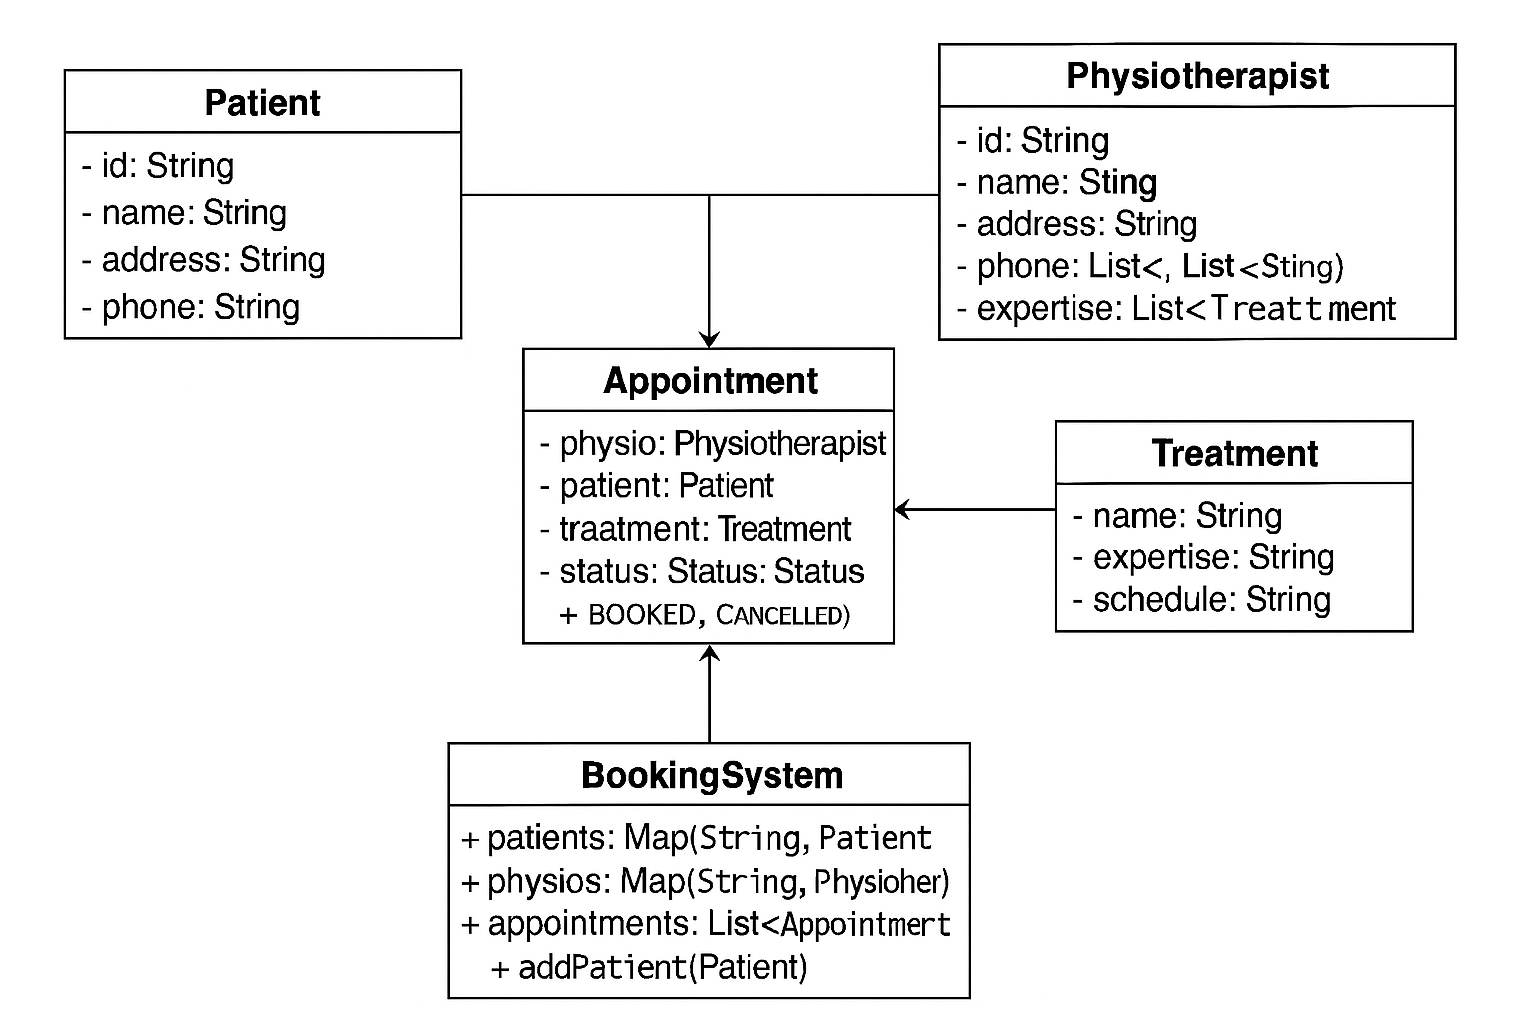 Patient
- id: String
- name: String
- address: String
- phone: String
Physiotherapist
- id: String
- name: Sting
- address: String
- phone: List<, List<Sting)
- expertise: List<Treattment
Appointment
- physio: Physiotherapist
- patient: Patient
- traatment: Treatment
- status: Status: Status
+ BOOKED, CANCELLED)
Treatment
- name: String
- expertise: String
- schedule: String
BookingSystem
+ patients: Map(String, Patient
+ physios: Map(String, Physioher)
+ appointments: List<Appointmert
+ addPatient(Patient)